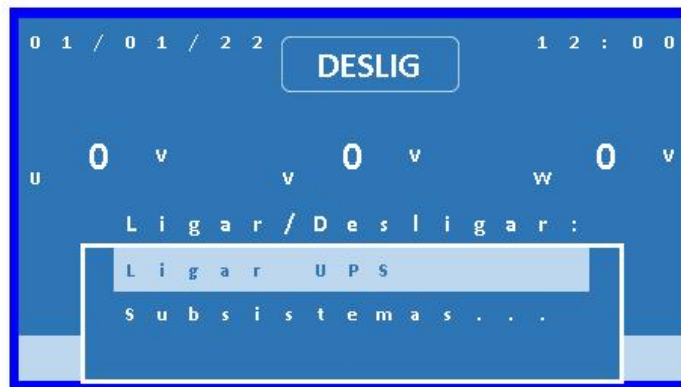 01/01/22 DESLIG 12:00
U 0 V V 0 V W 0 V
Ligar/Desligar:
Ligar UPS
Subsistemas...